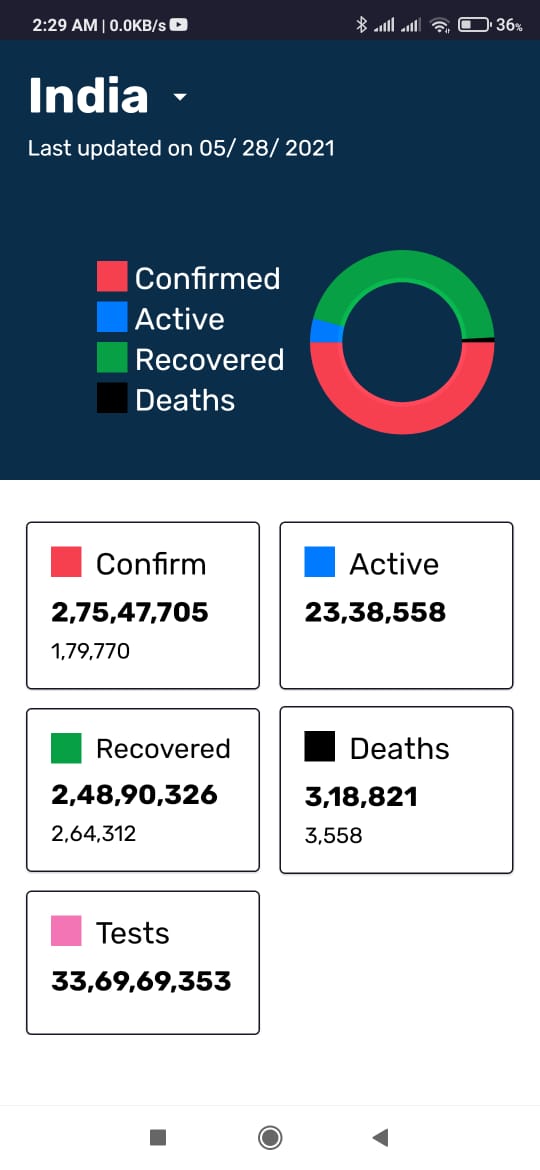 2:29 AM | 0.0KB/s 36%
India
Last updated on 05/ 28/ 2021
Confirmed
Active
Recovered
Deaths
Confirm
2,75,47,705
1,79,770
Active
23,38,558
Recovered
2,48,90,326
2,64,312
Deaths
3,18,821
3,558
Tests
33,69,69,353